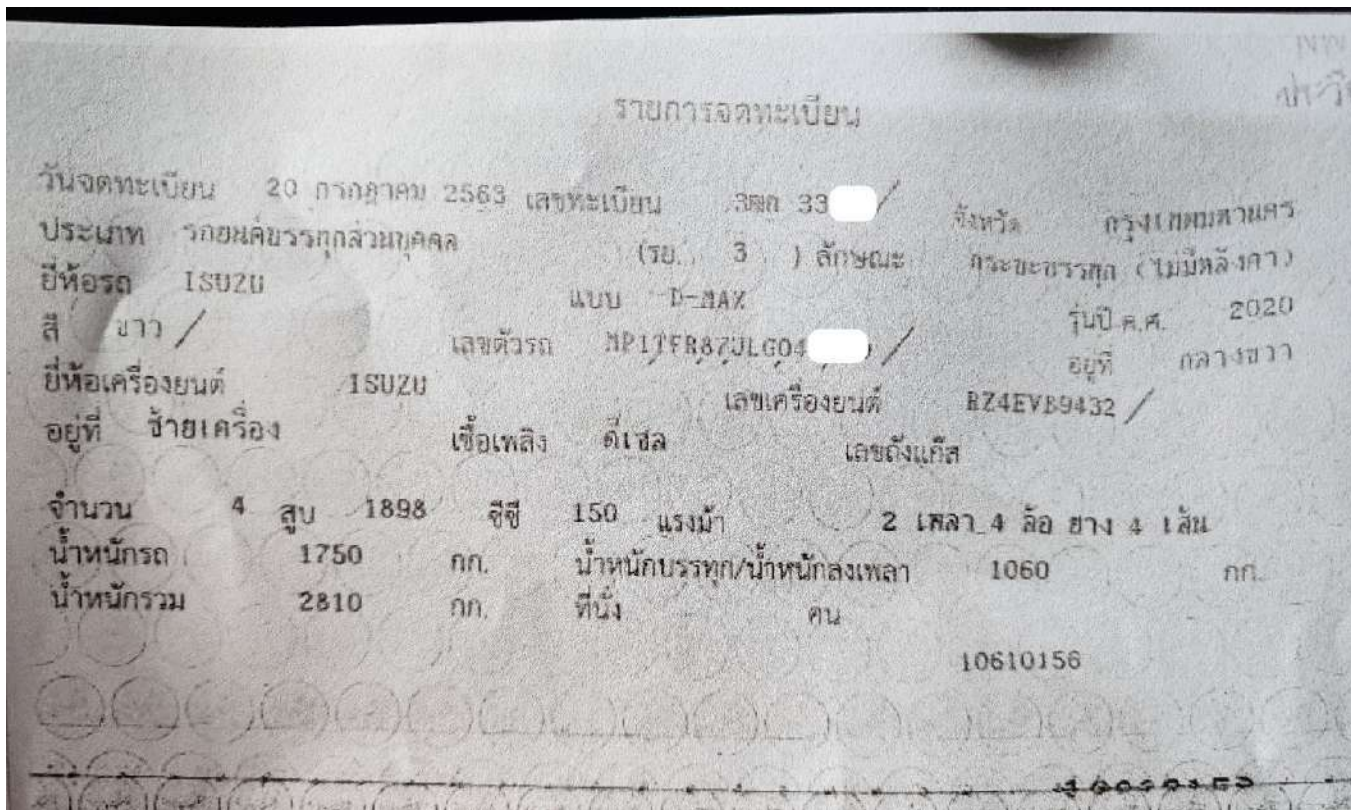 รายการจดทะเบียน
วันจดทะเบียน 20 กรกฎาคม 2563 เลขทะเบียน 33 / จังหวัด กรุงเทพมหานคร
ประเภท รถยนต์บรรทุกส่วนบุคคล (รย. 3 ) ลักษณะ กระบะบรรทุก (ไม่มีหลังคา)
ยี่ห้อรถ ISUZU แบบ D-MAX รุ่นปี ค.ศ. 2020
สี ขาว / เลขตัวรถ / อยู่ที่ กลางขวา
ยี่ห้อเครื่องยนต์ ISUZU เลขเครื่องยนต์ RZ4EVB9432 /
อยู่ที่ ซ้ายเครื่อง เชื้อเพลิง ดีเซล เลขถังแก๊ส
จำนวน 4 สูบ 1898 ซีซี 150 แรงม้า 2 เพลา 4 ล้อ ยาง 4 เส้น
น้ำหนักรถ 1750 กก. น้ำหนักบรรทุก/น้ำหนักลงเพลา 1060 กก.
น้ำหนักรวม 2810 กก. ที่นั่ง - คน
10610156